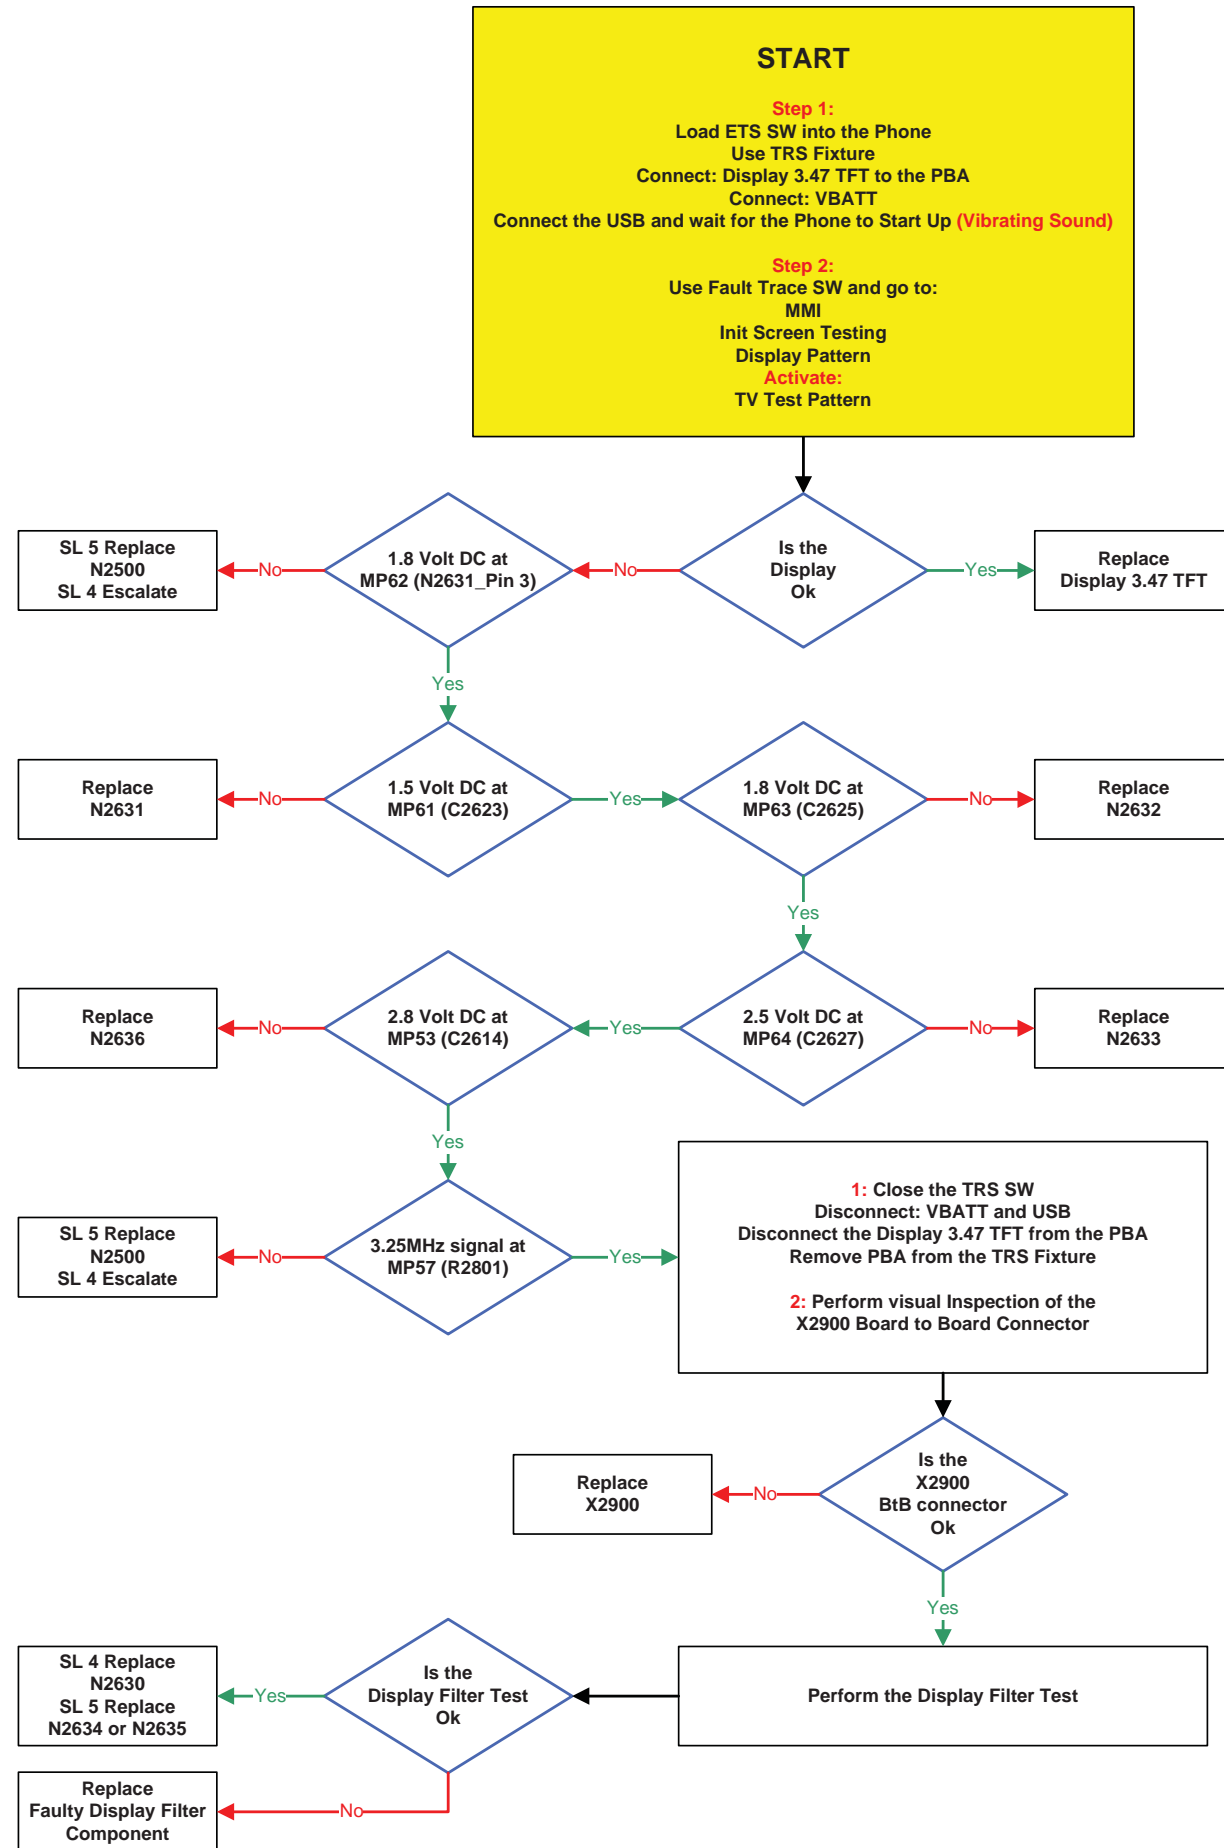 START
Step 1:
Load ETS SW into the Phone
Use TRS Fixture
Connect: Display 3.47 TFT to the PBA
Connect: VBATT
Connect the USB and wait for the Phone to Start Up (Vibrating Sound)
Step 2:
Use Fault Trace SW and go to:
MMI
Init Screen Testing
Display Pattern
Activate:
TV Test Pattern
SL 5 Replace
N2500
SL 4 Escalate
No
1.8 Volt DC at
MP62 (N2631_Pin 3)
No
Is the
Display
Ok
Yes
Replace
Display 3.47 TFT
Yes
Replace
N2631
No
1.5 Volt DC at
MP61 (C2623)
Yes
1.8 Volt DC at
MP63 (C2625)
No
Replace
N2632
Yes
Replace
N2636
No
2.8 Volt DC at
MP53 (C2614)
Yes
2.5 Volt DC at
MP64 (C2627)
No
Replace
N2633
Yes
SL 5 Replace
N2500
SL 4 Escalate
No
3.25MHz signal at
MP57 (R2801)
Yes
1: Close the TRS SW
Disconnect: VBATT and USB
Disconnect the Display 3.47 TFT from the PBA
Remove PBA from the TRS Fixture
2: Perform visual Inspection of the
X2900 Board to Board Connector
Replace
X2900
No
Is the
X2900
BtB connector
Ok
Yes
SL 4 Replace
N2630
SL 5 Replace
N2634 or N2635
Yes
Is the
Display Filter Test
Ok
Perform the Display Filter Test
Replace
Faulty Display Filter
Component
No